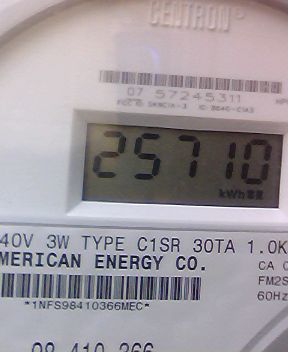 CENTRON®
07 57245311
25710
kWh
40V 3W TYPE C1SR 30TA 1.0K
MERICAN ENERGY CO.
CA
FM2S
60Hz
*1NFS98410366MEC*
98 410 366